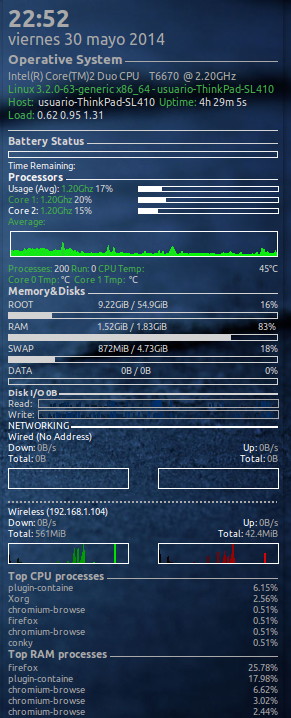 22:52
viernes 30 mayo 2014
Operative System
Intel(R) Core(TM)2 Duo CPU T6670 @ 2.20GHz
Linux 3.2.0-63-generic x86_64 - usuario-ThinkPad-SL410
Host: usuario-ThinkPad-SL410 Uptime: 4h 29m 5s
Load: 0.62 0.95 1.31
Battery Status
Time Remaining:
Processors
Usage (Avg): 1.20Ghz 17%
Core 1: 1.20Ghz 20%
Core 2: 1.20Ghz 15%
Average:
Processes: 200 Run: 0 CPU Temp: 45°C
Core 0 Tmp: °C Core 1 Tmp: °C
Memory&Disks
ROOT 9.22GiF / 54.9GiF 16%
RAM 1.52GiF / 1.83GiF 83%
SWAP 872MiF / 4.73GiF 18%
DATA 0B / 0B 0%
Disk I/O 0B
Read:
Write:
NETWORKING
Wired (No Address)
Down: 0B/s Up: 0B/s
Total: 0B Total: 0B
Wireless (192.168.1.104)
Down: 0B/s Up: 0B/s
Total: 561MiB Total: 42.4MiB
Top CPU processes
plugin-containe 6.15%
Xorg 2.56%
chromium-browse 0.51%
firefox 0.51%
chromium-browse 0.51%
conky 0.51%
Top RAM processes
firefox 25.78%
plugin-containe 17.98%
chromium-browse 6.62%
chromium-browse 3.02%
chromium-browse 2.44%